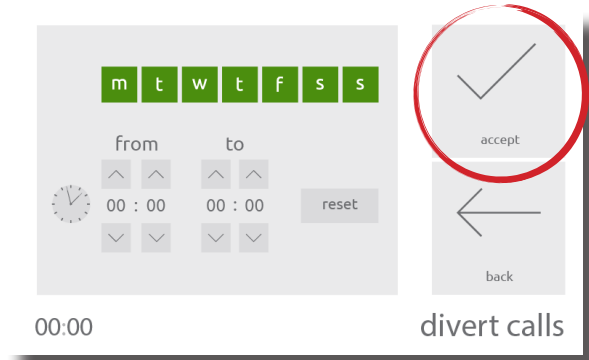 m t w t f s s
from to
00 : 00 00 : 00
reset
accept
back
00:00
divert calls